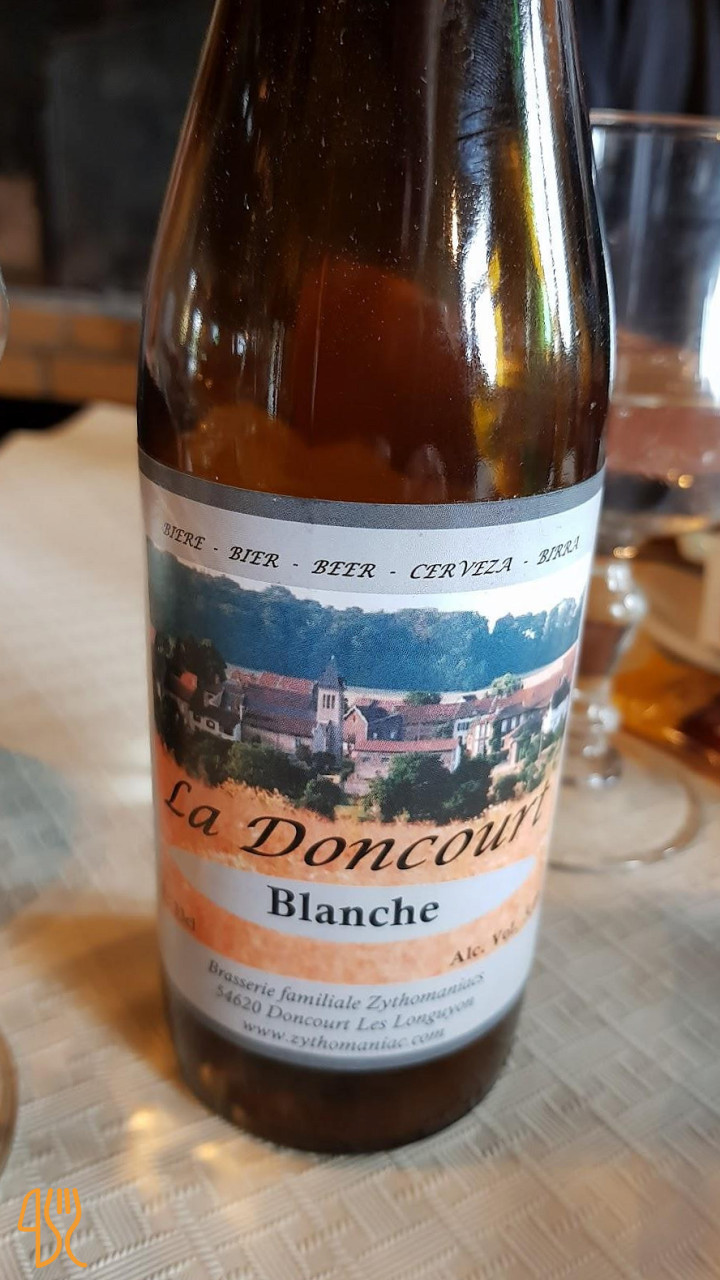 BIERE - BIER - BEER - CERVEZA - BIRRA
La Doncourt
Blanche
33cl
Alc. Vol.
Brasserie familiale Zythomaniacs
54620 Doncourt Les Longuyon
www.zythomaniac.com